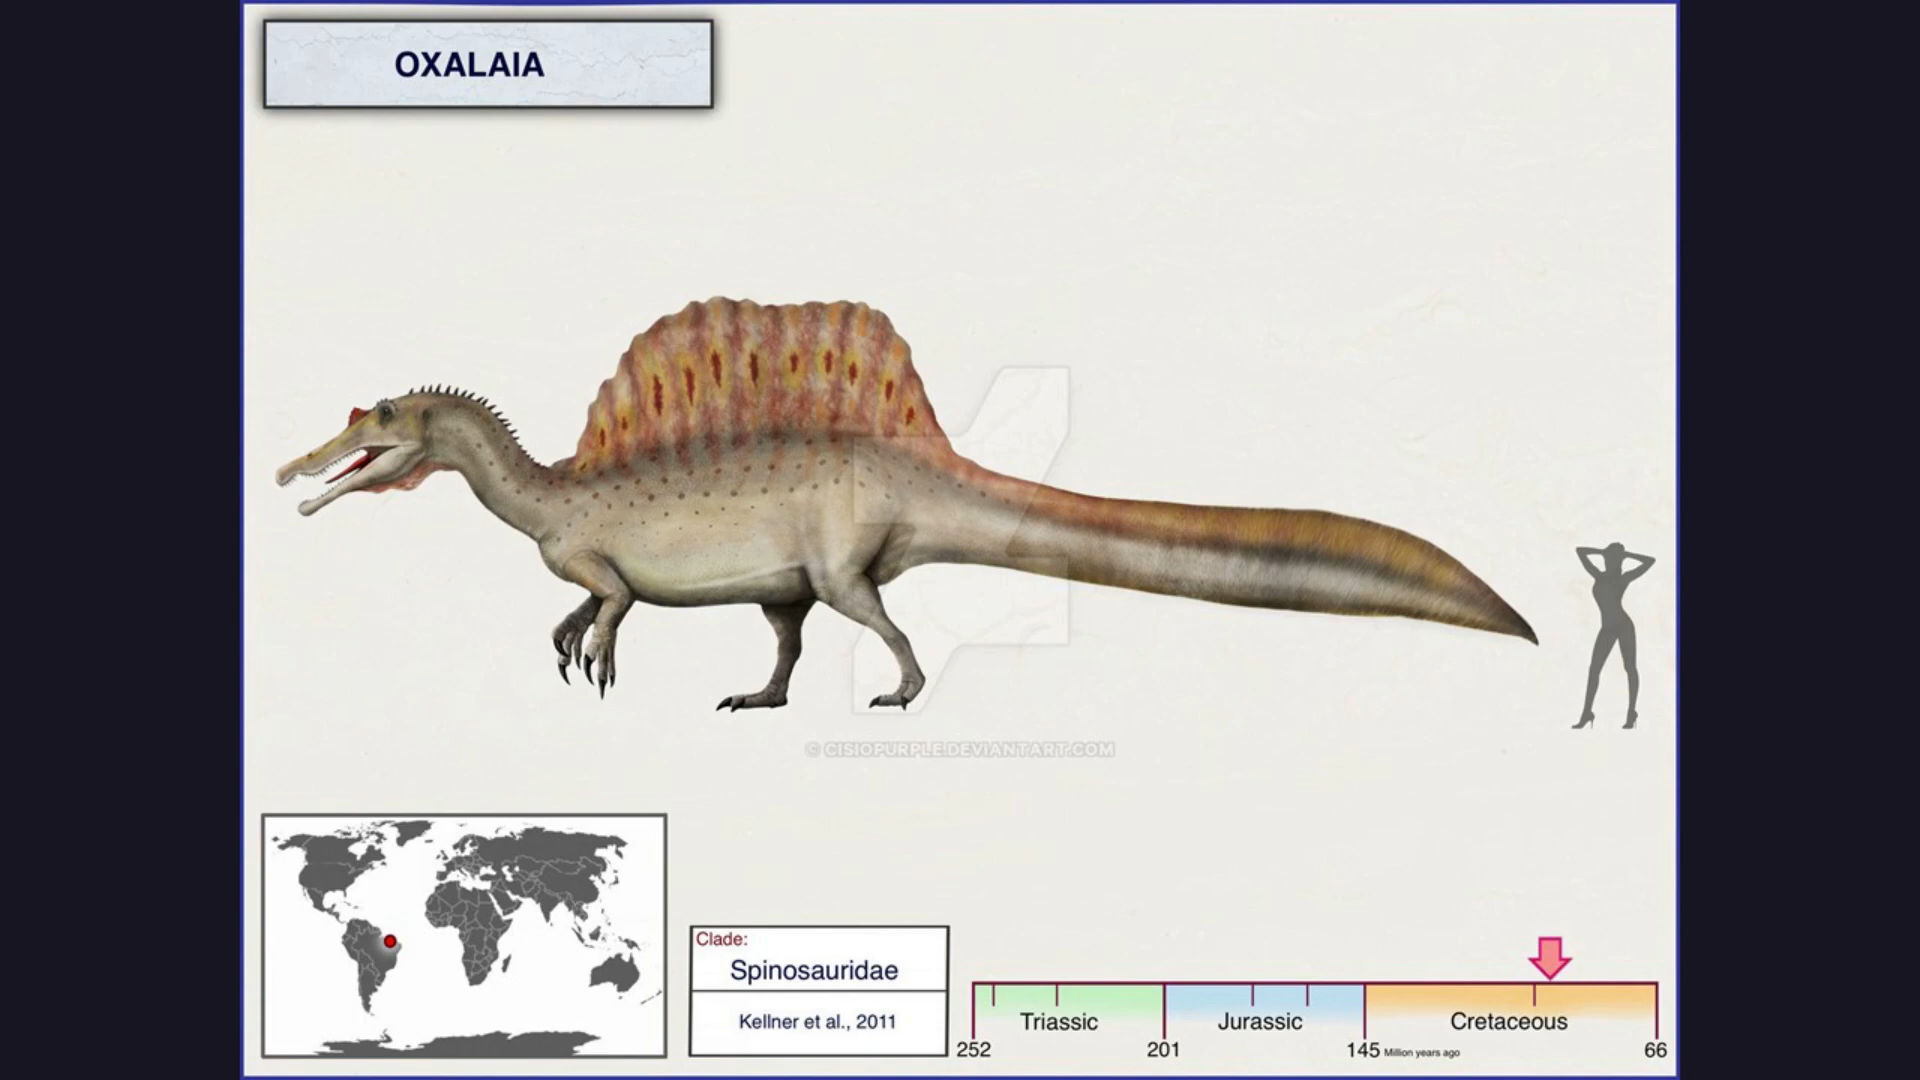 OXALAIA
© CISIOPURPLE.DEVIANTART.COM
Clade:
Spinosauridae
Kellner et al., 2011
Triassic
Jurassic
Cretaceous
252
201
145 Million years ago
66